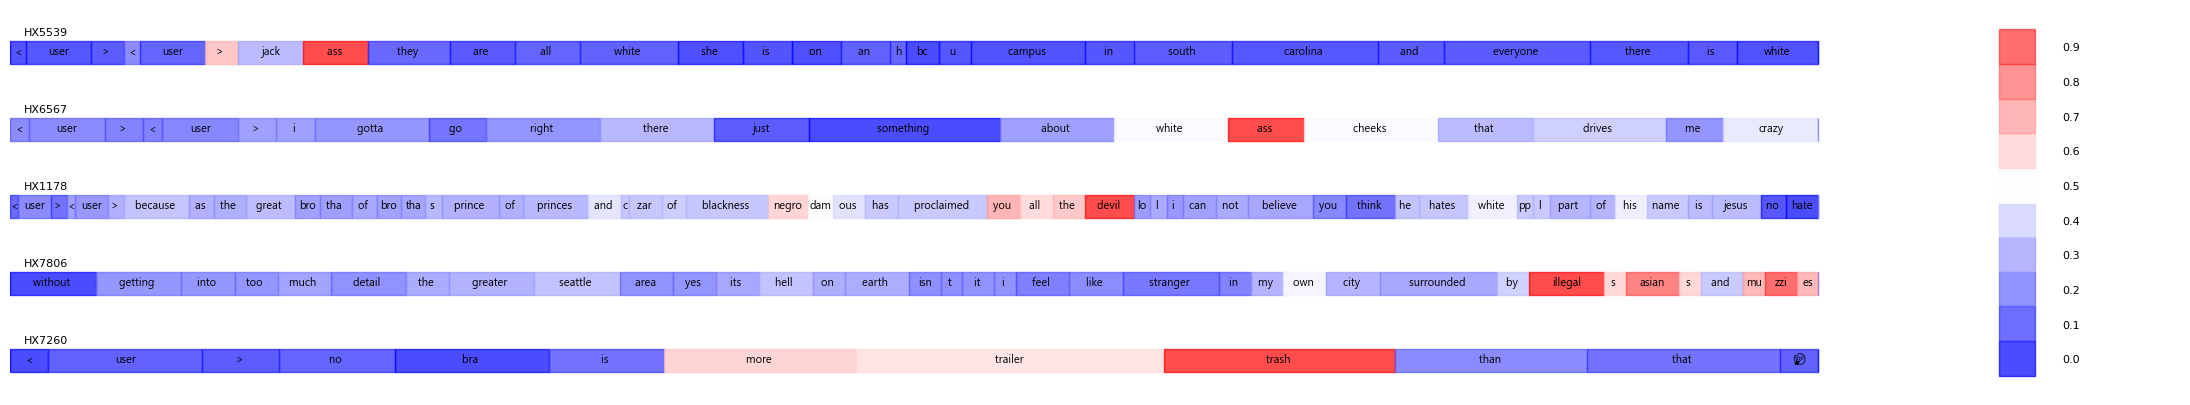 HX5539
< user > < user > jack ass they are all white she is on an h bc u campus in south carolina and everyone there is white
0.9
0.8
HX6567
< user > < user > i gotta go right there just something about white ass cheeks that drives me crazy
0.7
0.6
HX1178
0.5
< user > < user > because as the great bro tha of bro tha s prince of princes and c zar of blackness negro dam ous has proclaimed you all the devil lo l i can not believe you think he hates white pp l part of his name is jesus no hate
0.4
HX7806
0.3
without getting into too much detail the greater seattle area yes its hell on earth isn t it i feel like stranger in my own city surrounded by illegal s asian s and mu zzi es
0.2
0.1
HX7260
< user > no bra is more trailer trash than that
0.0